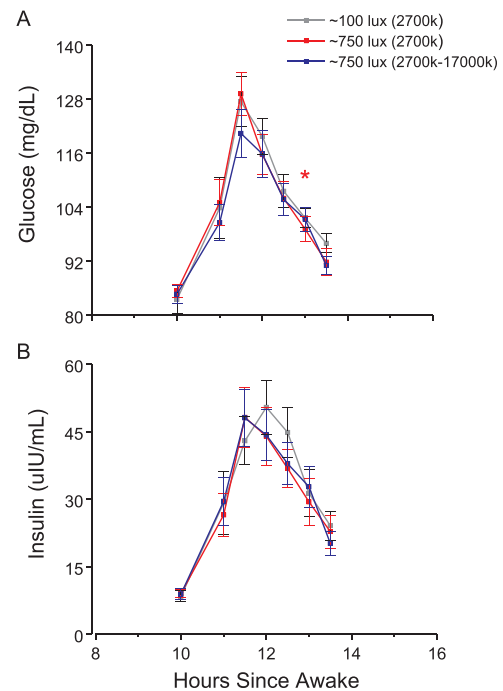 A
~100 lux (2700k)
~750 lux (2700k)
~750 lux (2700k-17000k)
140
128
116
104
92
80
Glucose (mg/dL)
*
B
60
45
30
15
0
Insulin (uIU/mL)
8 10 12 14 16
Hours Since Awake